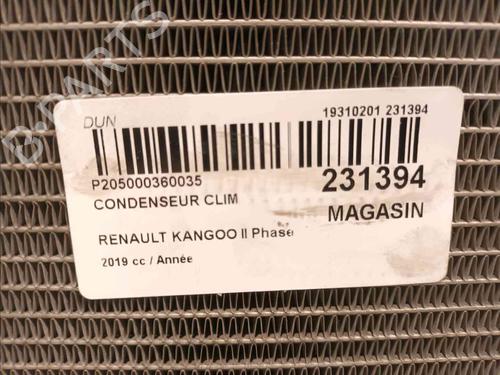 DUN
19310201 231394
P205000360035
231394
CONDENSEUR CLIM
MAGASIN
RENAULT KANGOO II Phase
2019 cc / Année
B-PARTS